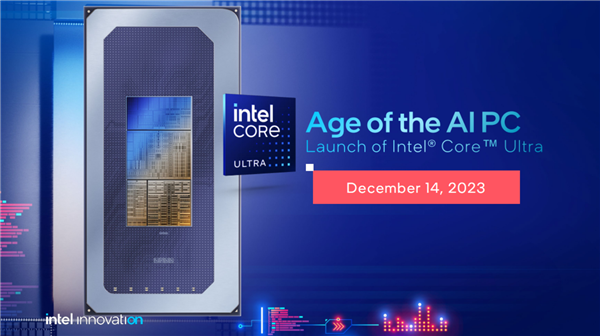 intel
CORE
ULTRA
Age of the AI PC
Launch of Intel® Core™ Ultra
December 14, 2023
intel innovation